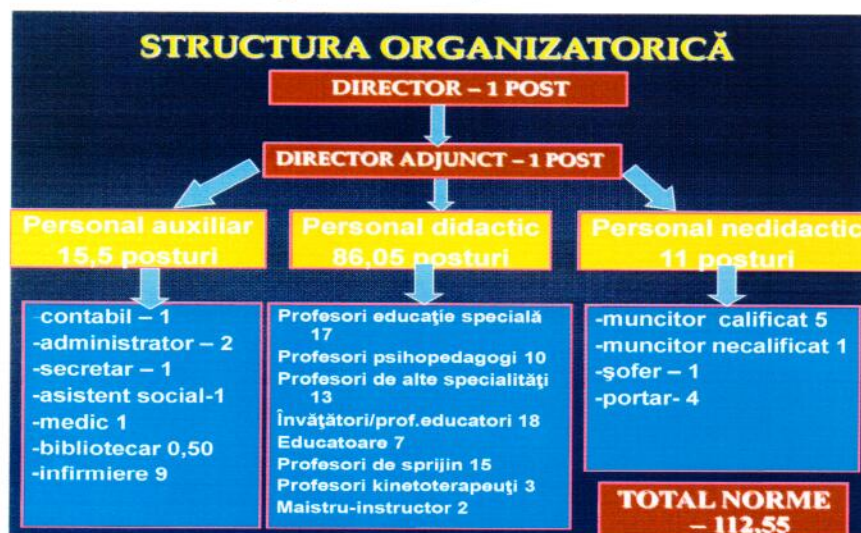 STRUCTURA ORGANIZATORICĂ
DIRECTOR – 1 POST
DIRECTOR ADJUNCT – 1 POST
Personal auxiliar
15,5 posturi
Personal didactic
86,05 posturi
Personal nedidactic
11 posturi
-contabil – 1
-administrator – 2
-secretar – 1
-asistent social-1
-medic 1
-bibliotecar 0,50
-infirmiere 9
Profesori educaţie specială
17
Profesori psihopedagogi 10
Profesori de alte specialităţi
13
Învăţători/prof.educatori 18
Educatoare 7
Profesori de sprijin 15
Profesori kinetoterapeuţi 3
Maistru-instructor 2
-muncitor calificat 5
-muncitor necalificat 1
-şofer – 1
-portar- 4
TOTAL NORME
– 112,55